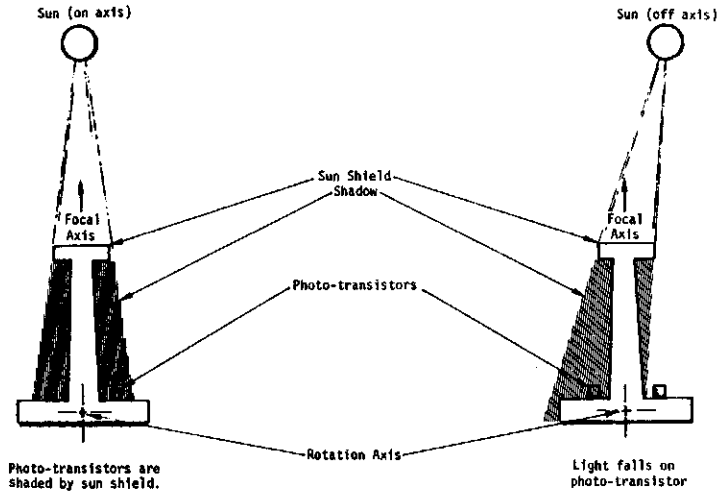 Sun (on axis)
Sun (off axis)
Sun Shield
Shadow
Focal
Axis
Focal
Axis
Photo-transistors
Rotation Axis
Photo-transistors are
shaded by sun shield.
Light falls on
photo-transistor